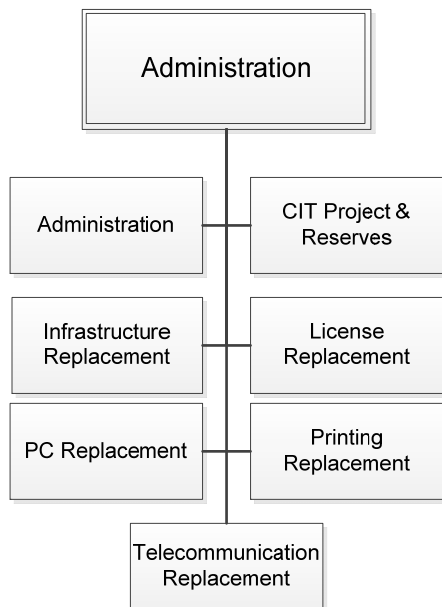 Administration
Administration
CIT Project &
Reserves
Infrastructure
Replacement
License
Replacement
PC Replacement
Printing
Replacement
Telecommunication
Replacement